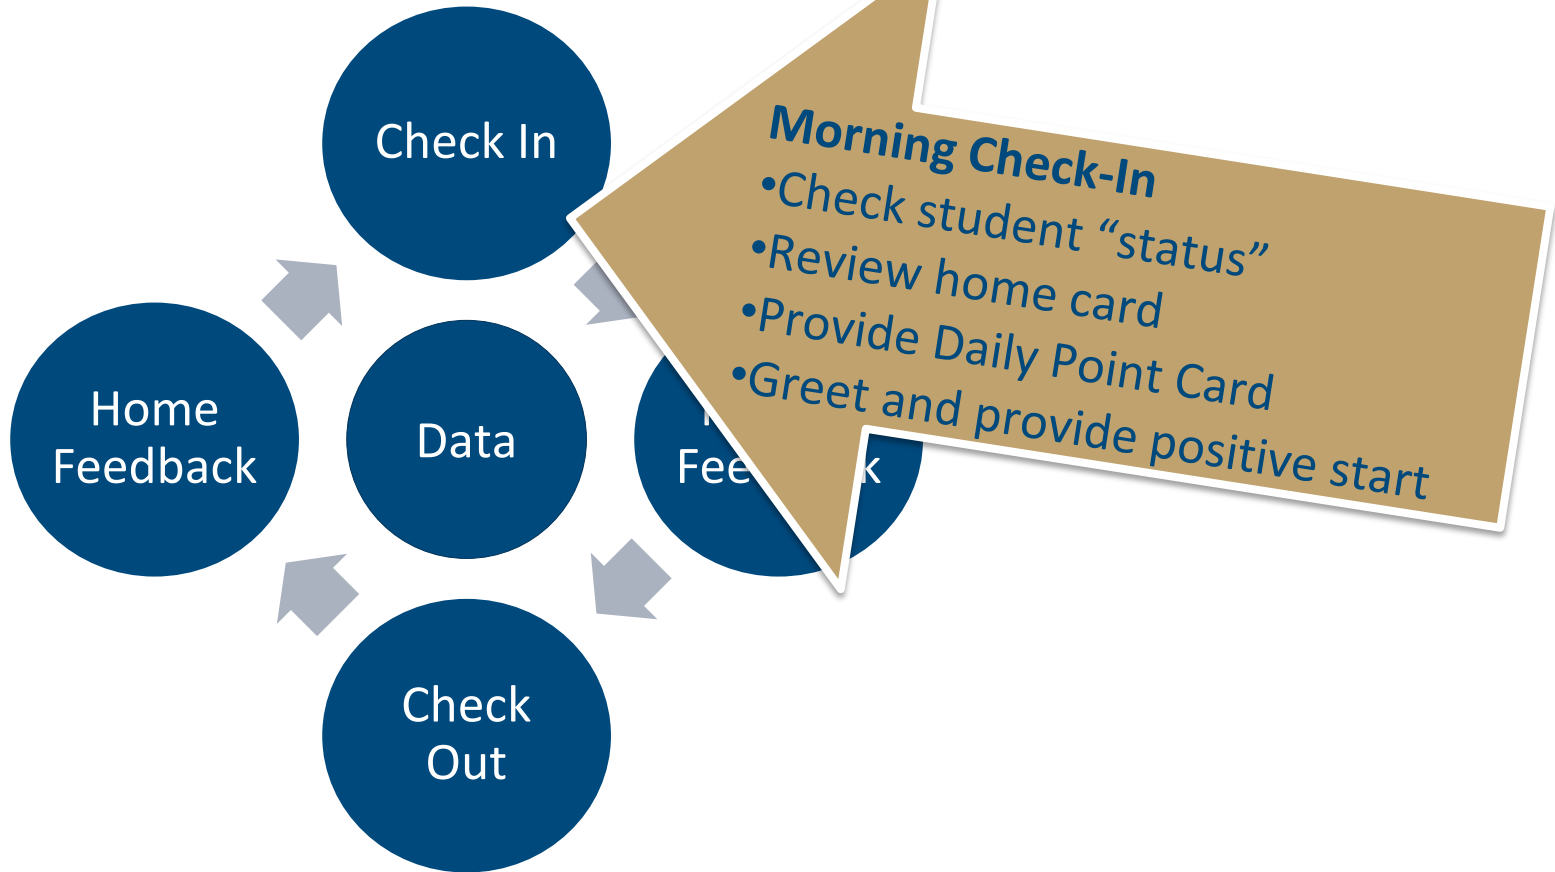 Check In
Morning Check-In
•Check student “status”
•Review home card
•Provide Daily Point Card
•Greet and provide positive start
Home
Feedback
Data
Check
Out